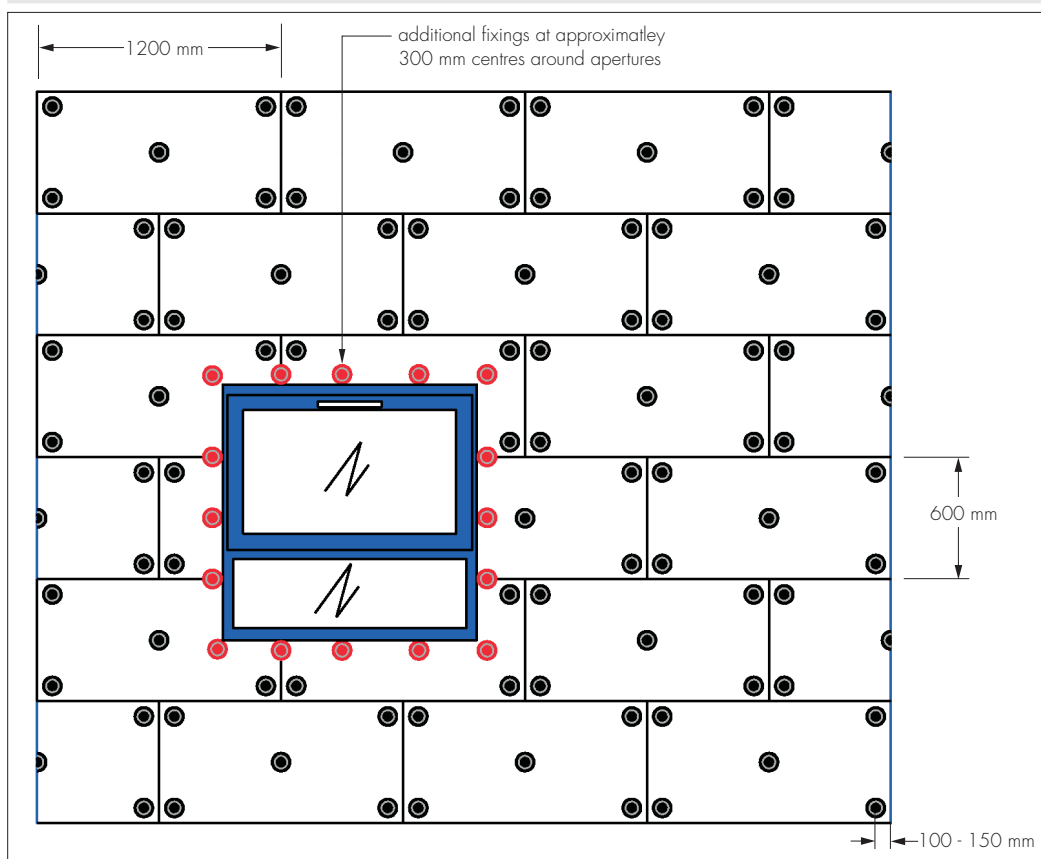 1200 mm
additional fixings at approximatley
300 mm centres around apertures
600 mm
100 - 150 mm